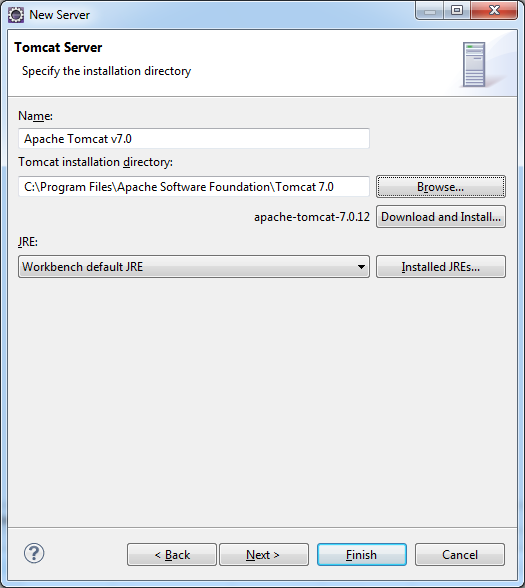 New Server
Tomcat Server
Specify the installation directory
Name:
Apache Tomcat v7.0
Tomcat installation directory:
C:\Program Files\Apache Software Foundation\Tomcat 7.0
Browse...
apache-tomcat-7.0.12
Download and Install...
JRE:
Workbench default JRE
Installed JREs...
?
< Back
Next >
Finish
Cancel